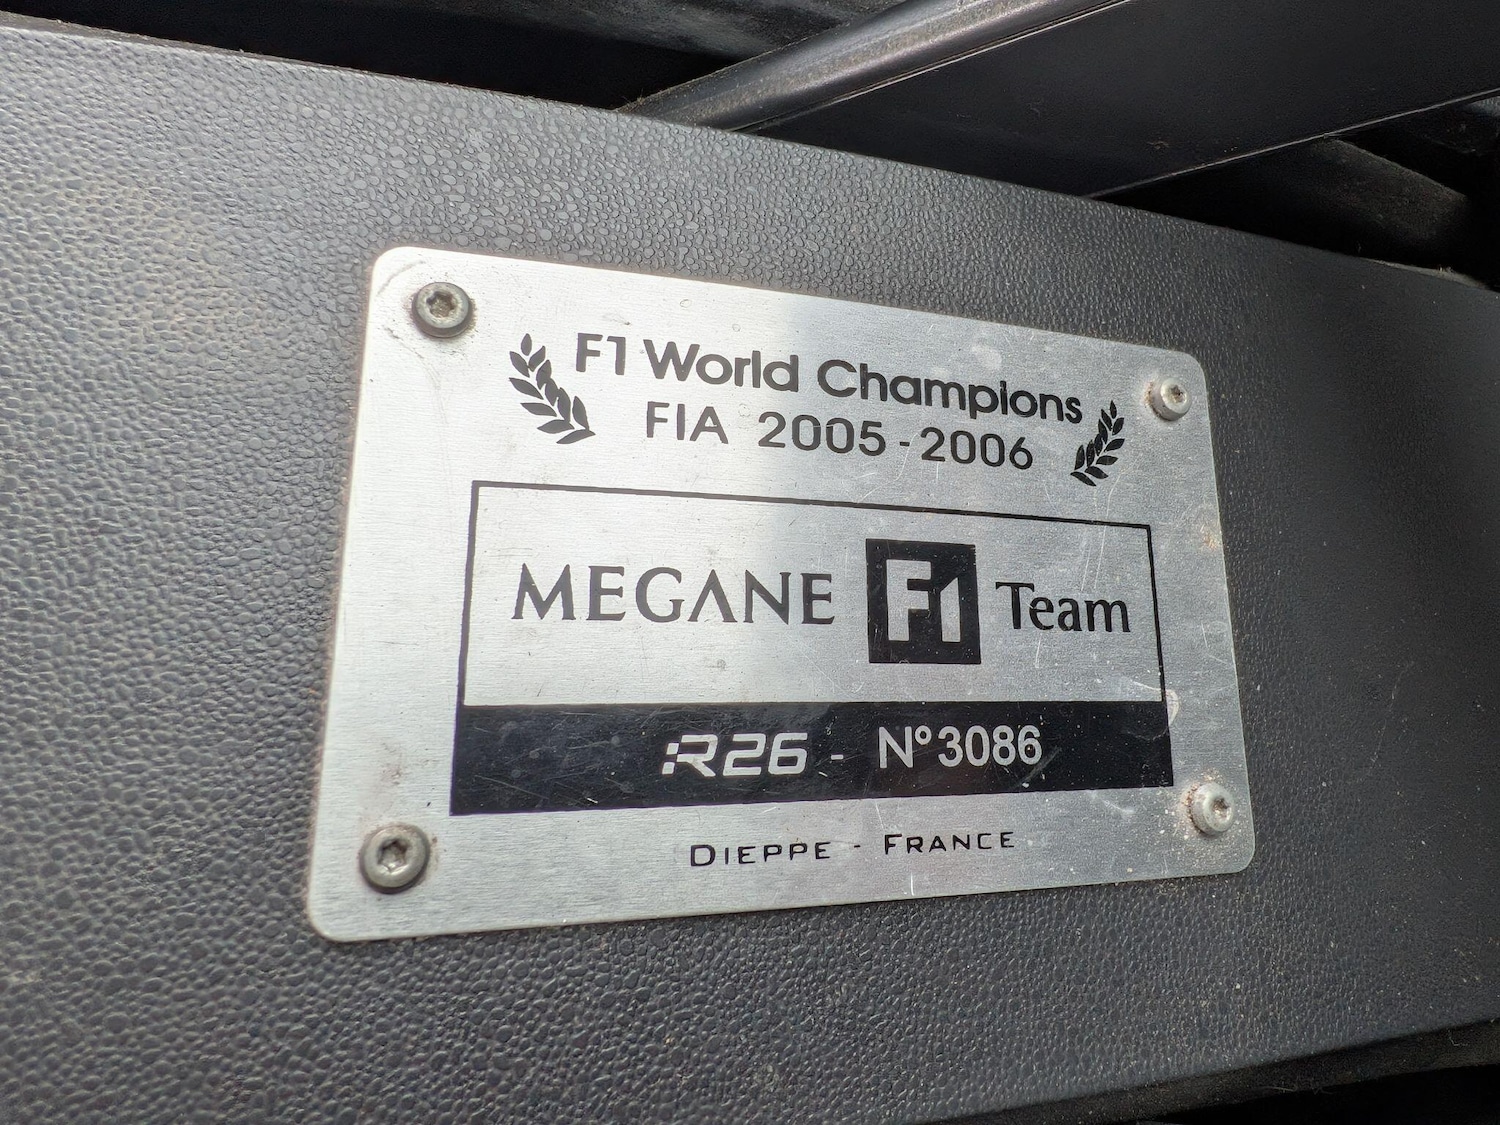 F1 World Champions
FIA 2005 - 2006
MEGANE F1 Team
R26 - N°3086
DIEPPE - FRANCE